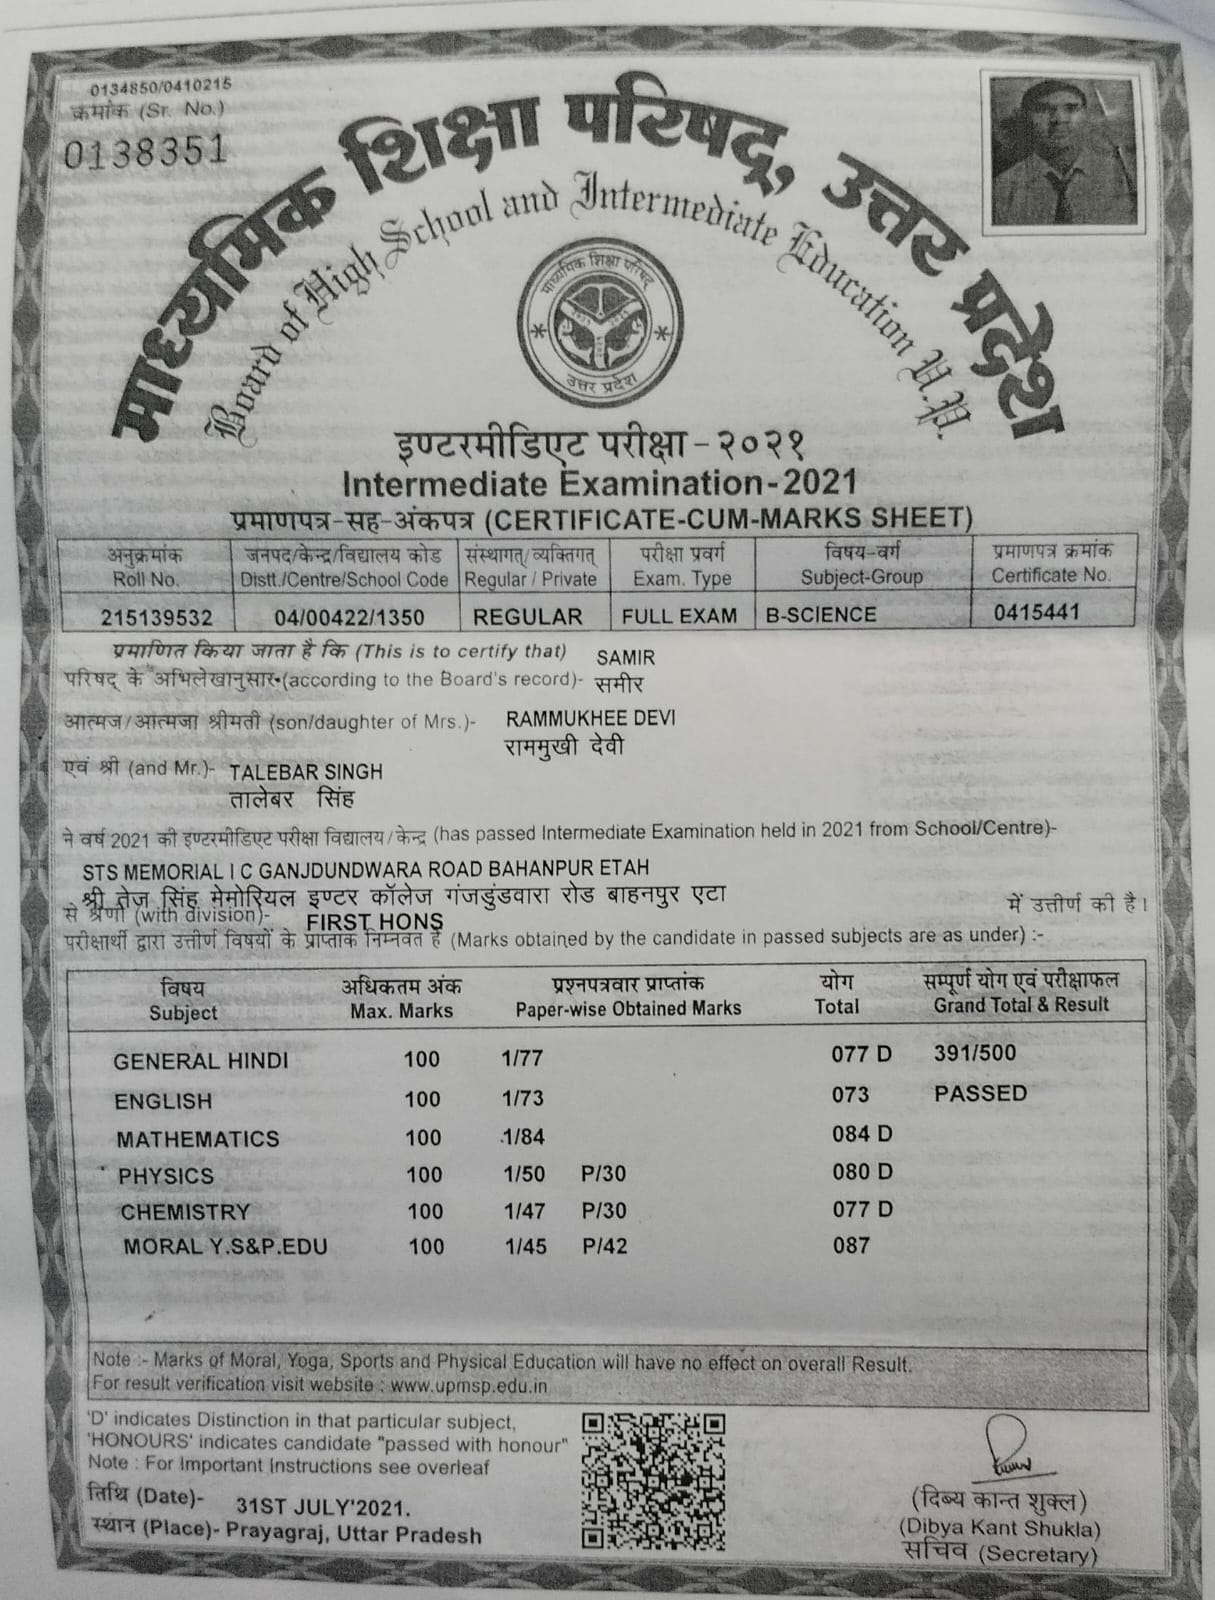 0134850/0410215
क्रमांक (Sr. No.)
0138351
माध्यमिक शिक्षा परिषद्, उत्तर प्रदेश
Board of High School and Intermediate Education U.P.
माध्यमिक शिक्षा परिषद्
उत्तर प्रदेश
इण्टरमीडिएट परीक्षा - २०२१
Intermediate Examination - 2021
प्रमाणपत्र-सह-अंकपत्र (CERTIFICATE-CUM-MARKS SHEET)
अनुक्रमांक जनपद/केन्द्र/विद्यालय कोड संस्थागत्/व्यक्तिगत् परीक्षा प्रवर्ग विषय-वर्ग प्रमाणपत्र क्रमांक
Roll No. Distt./Centre/School Code Regular / Private Exam. Type Subject-Group Certificate No.
215139532 04/00422/1350 REGULAR FULL EXAM B-SCIENCE 0415441
प्रमाणित किया जाता है कि (This is to certify that) SAMIR
परिषद् के अभिलेखानुसार (according to the Board's record)- समीर
आत्मज/आत्मजा श्रीमती (son/daughter of Mrs.)- RAMMUKHEE DEVI
राममुखी देवी
एवं श्री (and Mr.)- TALEBAR SINGH
तालेबर सिंह
ने वर्ष 2021 की इण्टरमीडिएट परीक्षा विद्यालय/केन्द्र (has passed Intermediate Examination held in 2021 from School/Centre)-
STS MEMORIAL I C GANJDUNDWARA ROAD BAHANPUR ETAH
श्री तेज सिंह मेमोरियल इण्टर कॉलेज गंजडुंडवारा रोड बाहनपुर एटा में उत्तीर्ण की है।
से श्रेणी (with division)- FIRST HONS
परीक्षार्थी द्वारा उत्तीर्ण विषयों के प्राप्तांक निम्नवत हैं (Marks obtained by the candidate in passed subjects are as under) :-
विषय अधिकतम अंक प्रश्नपत्रवार प्राप्तांक योग सम्पूर्ण योग एवं परीक्षाफल
Subject Max. Marks Paper-wise Obtained Marks Total Grand Total & Result
GENERAL HINDI 100 1/77 077 D 391/500
ENGLISH 100 1/73 073 PASSED
MATHEMATICS 100 1/84 084 D
PHYSICS 100 1/50 P/30 080 D
CHEMISTRY 100 1/47 P/30 077 D
MORAL Y.S&P.EDU 100 1/45 P/42 087
Note :- Marks of Moral, Yoga, Sports and Physical Education will have no effect on overall Result.
For result verification visit website : www.upmsp.edu.in
'D' indicates Distinction in that particular subject,
'HONOURS' indicates candidate "passed with honour"
Note : For Important Instructions see overleaf
तिथि (Date)- 31ST JULY'2021.
स्थान (Place)- Prayagraj, Uttar Pradesh
(दिब्य कान्त शुक्ल)
(Dibya Kant Shukla)
सचिव (Secretary)